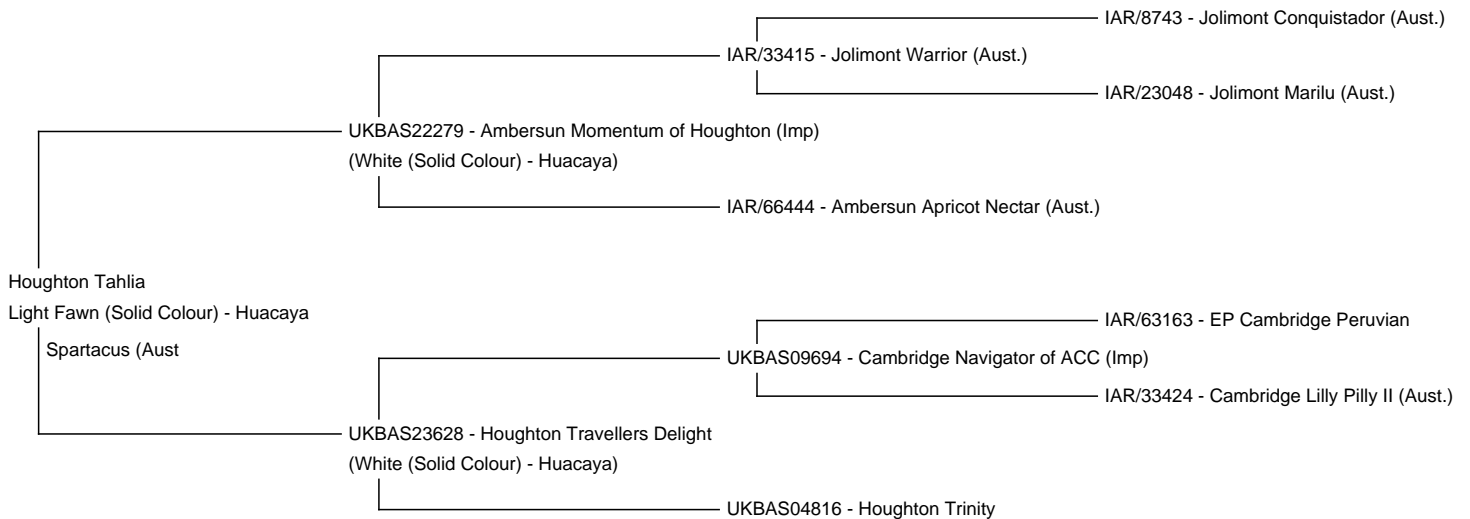 IAR/8743 - Jolimont Conquistador (Aust.)
IAR/33415 - Jolimont Warrior (Aust.)
IAR/23048 - Jolimont Marilu (Aust.)
UKBAS22279 - Ambersun Momentum of Houghton (Imp)
(White (Solid Colour) - Huacaya)
IAR/66444 - Ambersun Apricot Nectar (Aust.)
Houghton Tahlia
Light Fawn (Solid Colour) - Huacaya
Spartacus (Aust
IAR/63163 - EP Cambridge Peruvian
UKBAS09694 - Cambridge Navigator of ACC (Imp)
IAR/33424 - Cambridge Lilly Pilly II (Aust.)
UKBAS23628 - Houghton Travellers Delight
(White (Solid Colour) - Huacaya)
UKBAS04816 - Houghton Trinity